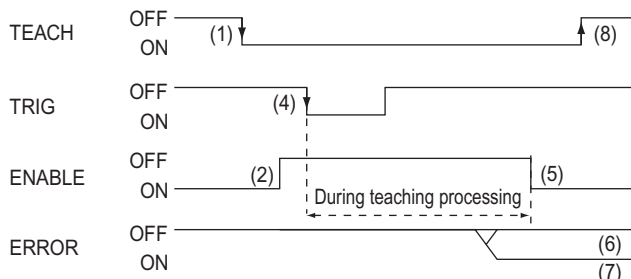 TEACH OFF (1) ON (8)
TRIG OFF (4) ON
ENABLE OFF (2) ON (5)
During teaching processing
ERROR OFF (6) ON (7)